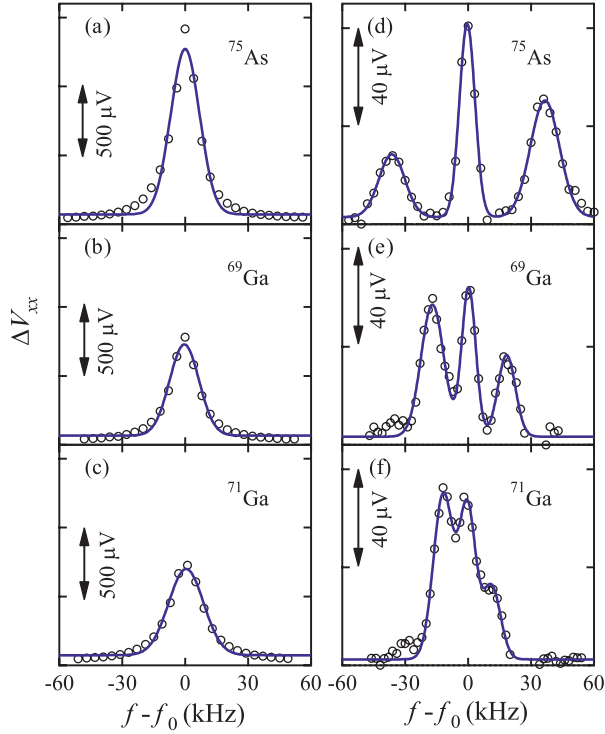 (a)
⁷⁵As
500 µV
(d)
⁷⁵As
40 µV
(b)
⁶⁹Ga
500 µV
(e)
⁶⁹Ga
40 µV
(c)
⁷¹Ga
500 µV
(f)
⁷¹Ga
40 µV
ΔVₓₓ
-60 -30 0 30 60
-60 -30 0 30 60
f - f₀ (kHz)
f - f₀ (kHz)